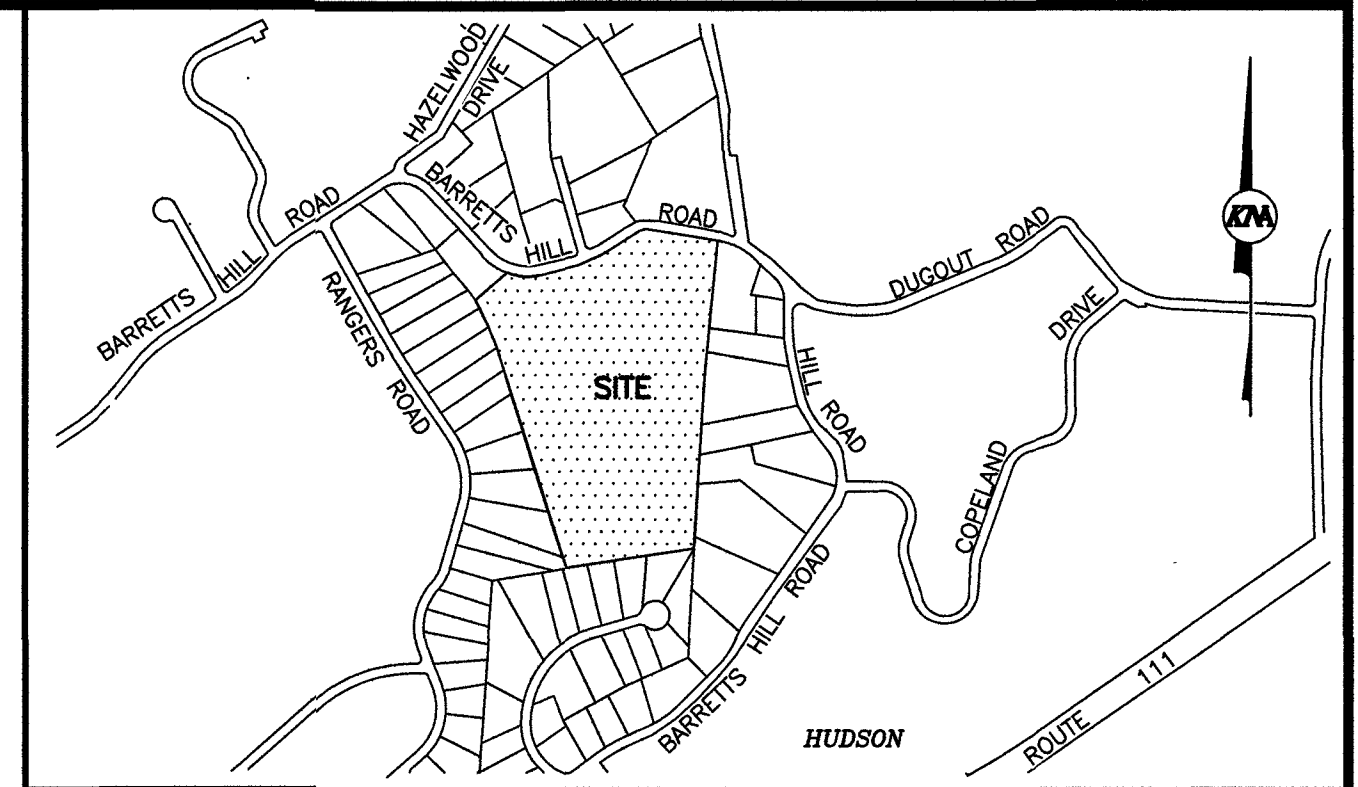 HAZELWOOD
DRIVE
BARRETTS
HILL
ROAD
BARRETTS
HILL
ROAD
RANGERS
ROAD
DUGOUT ROAD
DRIVE
COPELAND
KNA
SITE
HILL ROAD
BARRETTS HILL ROAD
HUDSON
ROUTE 111